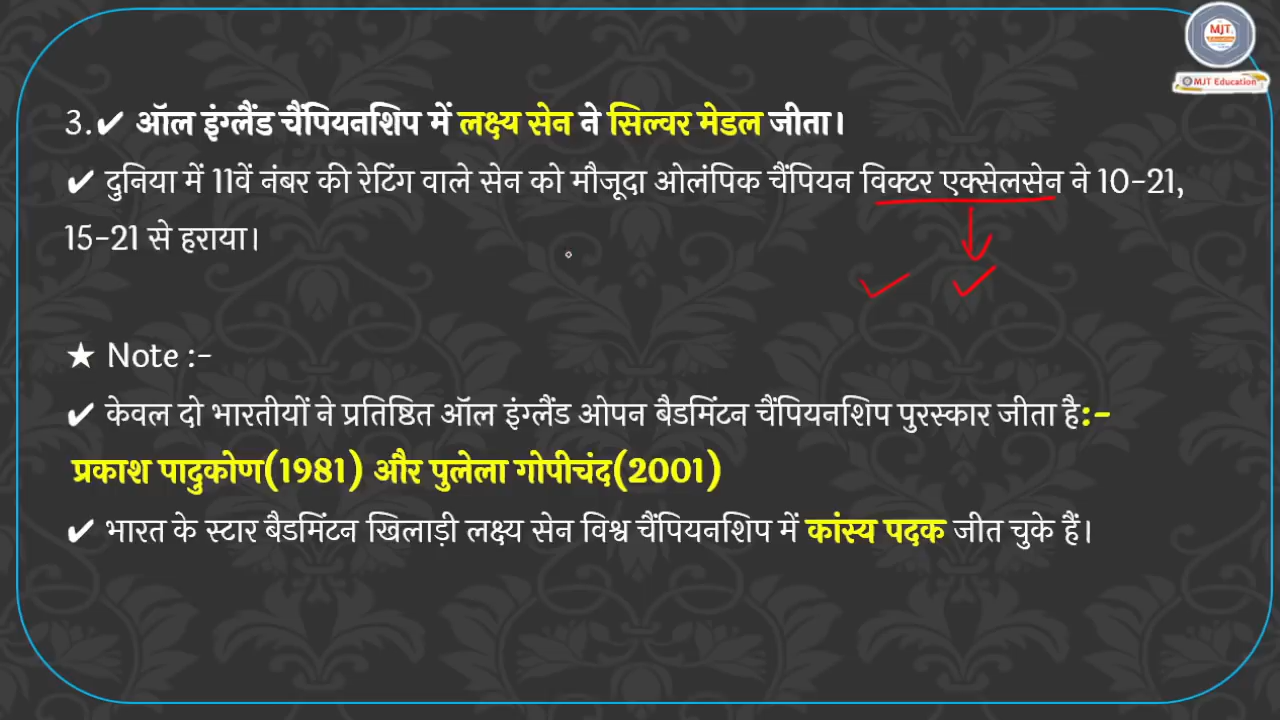 MJT
Education
MJT Education
3.✔ ऑल इंग्लैंड चैंपियनशिप में लक्ष्य सेन ने सिल्वर मेडल जीता।
✔ दुनिया में 11वें नंबर की रेटिंग वाले सेन को मौजूदा ओलंपिक चैंपियन विक्टर एक्सेलसेन ने 10-21,
15-21 से हराया।
★ Note :-
✔ केवल दो भारतीयों ने प्रतिष्ठित ऑल इंग्लैंड ओपन बैडमिंटन चैंपियनशिप पुरस्कार जीता है:-
प्रकाश पादुकोण(1981) और पुलेला गोपीचंद(2001)
✔ भारत के स्टार बैडमिंटन खिलाड़ी लक्ष्य सेन विश्व चैंपियनशिप में कांस्य पदक जीत चुके हैं।